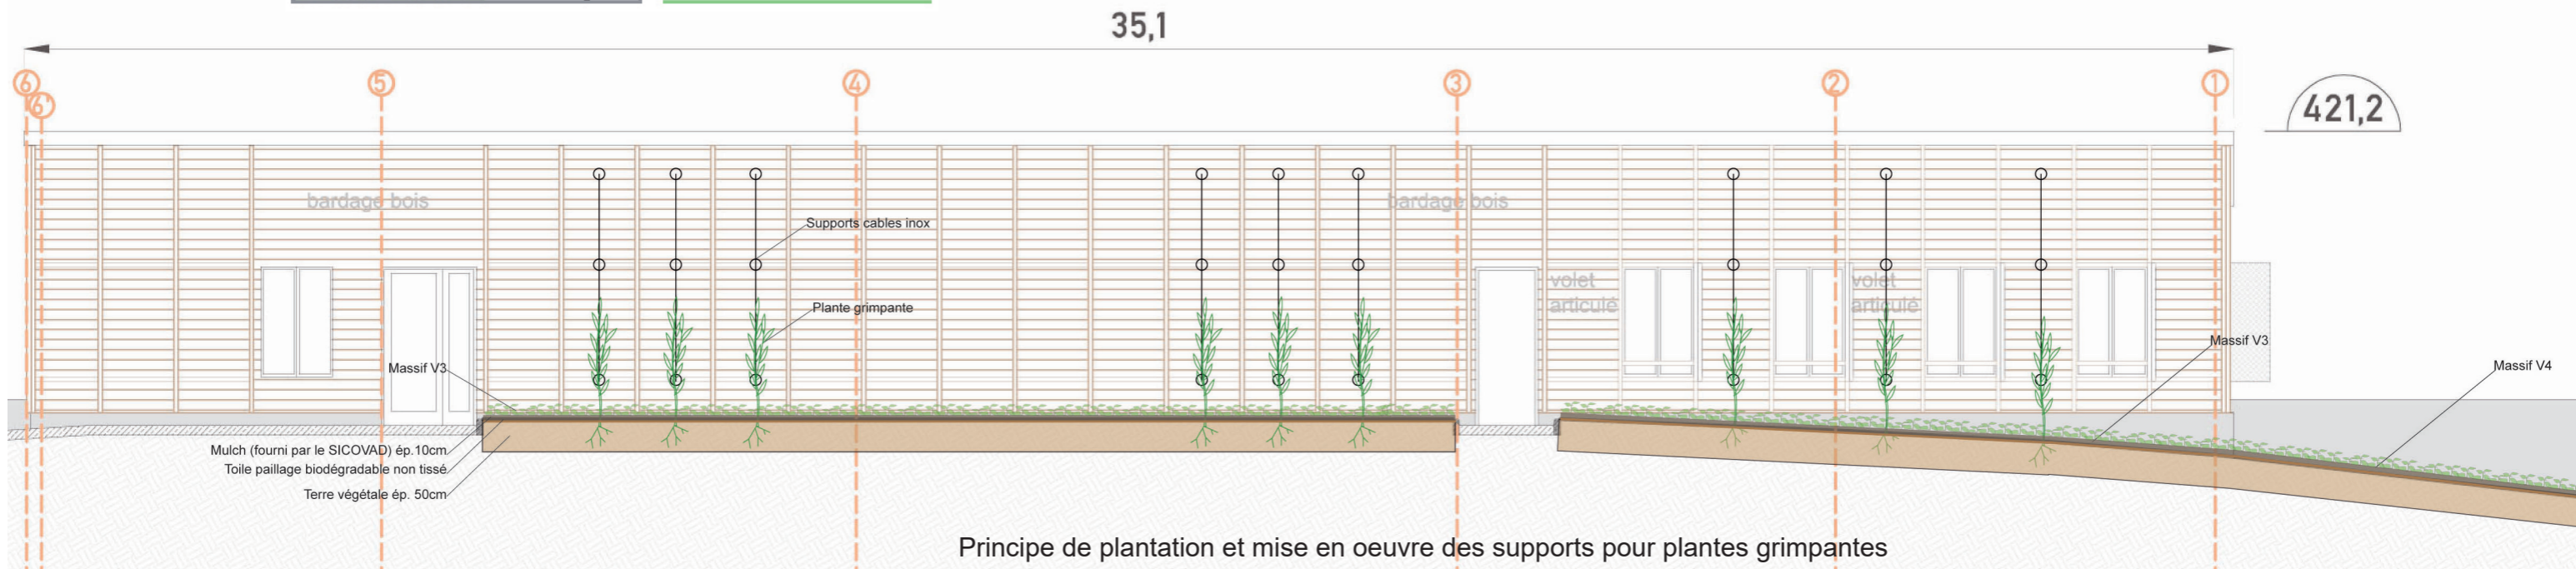 35,1
6
6'
5
4
3
2
1
421,2
bardage bois
bardage bois
Supports cables inox
volet
articulé
volet
articulé
Plante grimpante
Massif V3
Massif V3
Massif V4
Mulch (fourni par le SICOVAD) ép.10cm
Toile paillage biodégradable non tissé
Terre végétale ép. 50cm
Principe de plantation et mise en oeuvre des supports pour plantes grimpantes